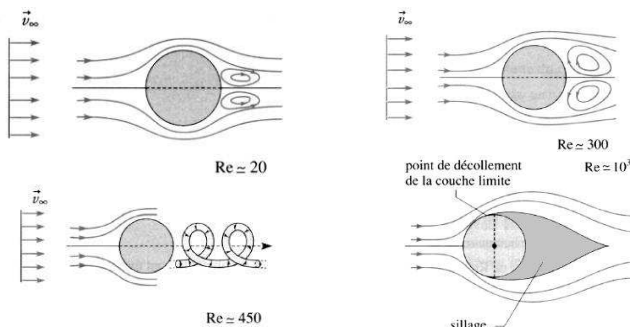 v∞
v∞
Re ≃ 20
Re ≃ 300
point de décollement
de la couche limite
Re ≃ 10³
v∞
Re ≃ 450
sillage